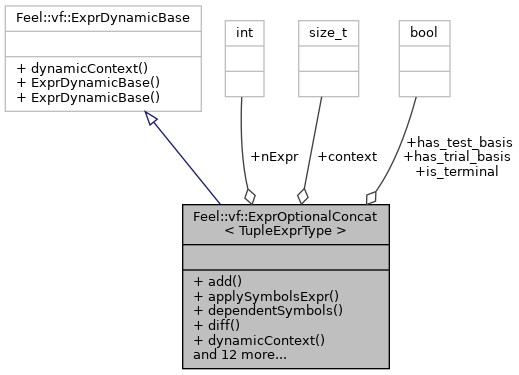 Feel::vf::ExprDynamicBase
+ dynamicContext()
+ ExprDynamicBase()
+ ExprDynamicBase()
int
size_t
bool
+nExpr
+context
+has_test_basis
+has_trial_basis
+is_terminal
Feel::vf::ExprOptionalConcat
< TupleExprType >
+ add()
+ applySymbolsExpr()
+ dependentSymbols()
+ diff()
+ dynamicContext()
and 12 more...